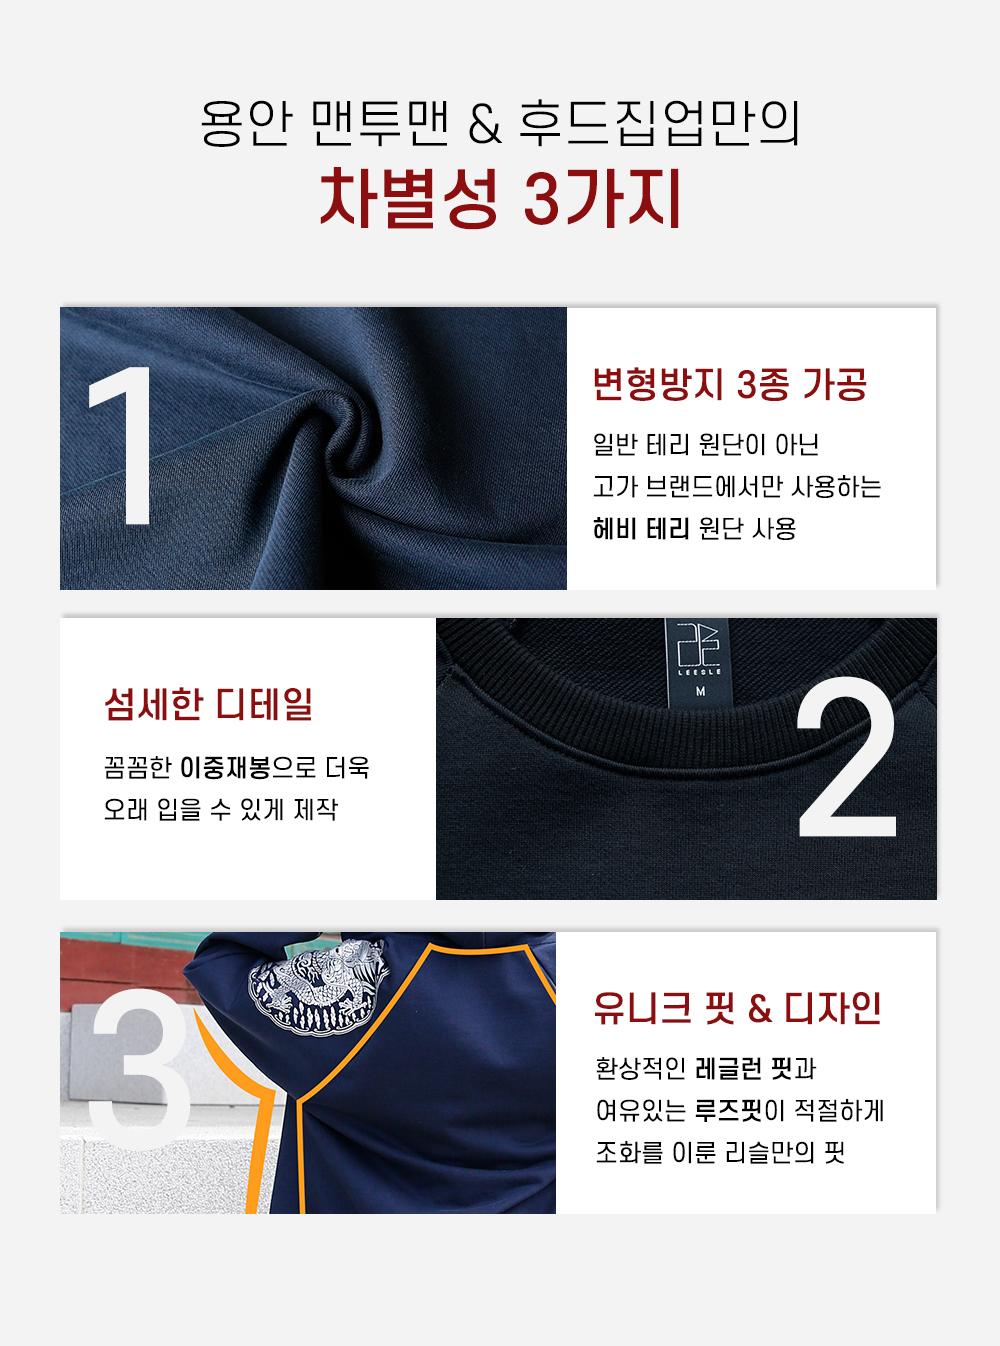 용안 맨투맨 & 후드집업만의
차별성 3가지
1
변형방지 3종 가공
일반 테리 원단이 아닌
고가 브랜드에서만 사용하는
헤비 테리 원단 사용
섬세한 디테일
꼼꼼한 이중재봉으로 더욱
오래 입을 수 있게 제작
LEESLE
M
2
3
유니크 핏 & 디자인
환상적인 레글런 핏과
여유있는 루즈핏이 적절하게
조화를 이룬 리슬만의 핏